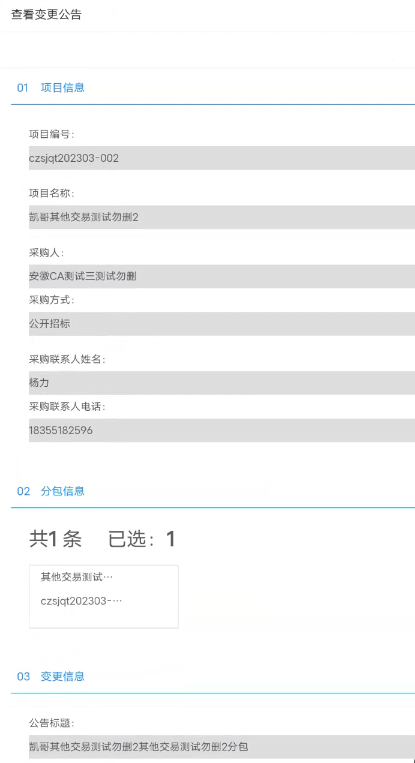 查看变更公告
01 项目信息
项目编号：
czsjqt202303-002
项目名称：
凯哥其他交易测试勿删2
采购人：
安徽CA测试三测试勿删
采购方式：
公开招标
采购联系人姓名：
杨力
采购联系人电话：
18355182596
02 分包信息
共1条 已选：1
其他交易测试…
czsjqt202303-…
03 变更信息
公告标题：
凯哥其他交易测试勿删2其他交易测试勿删2分包